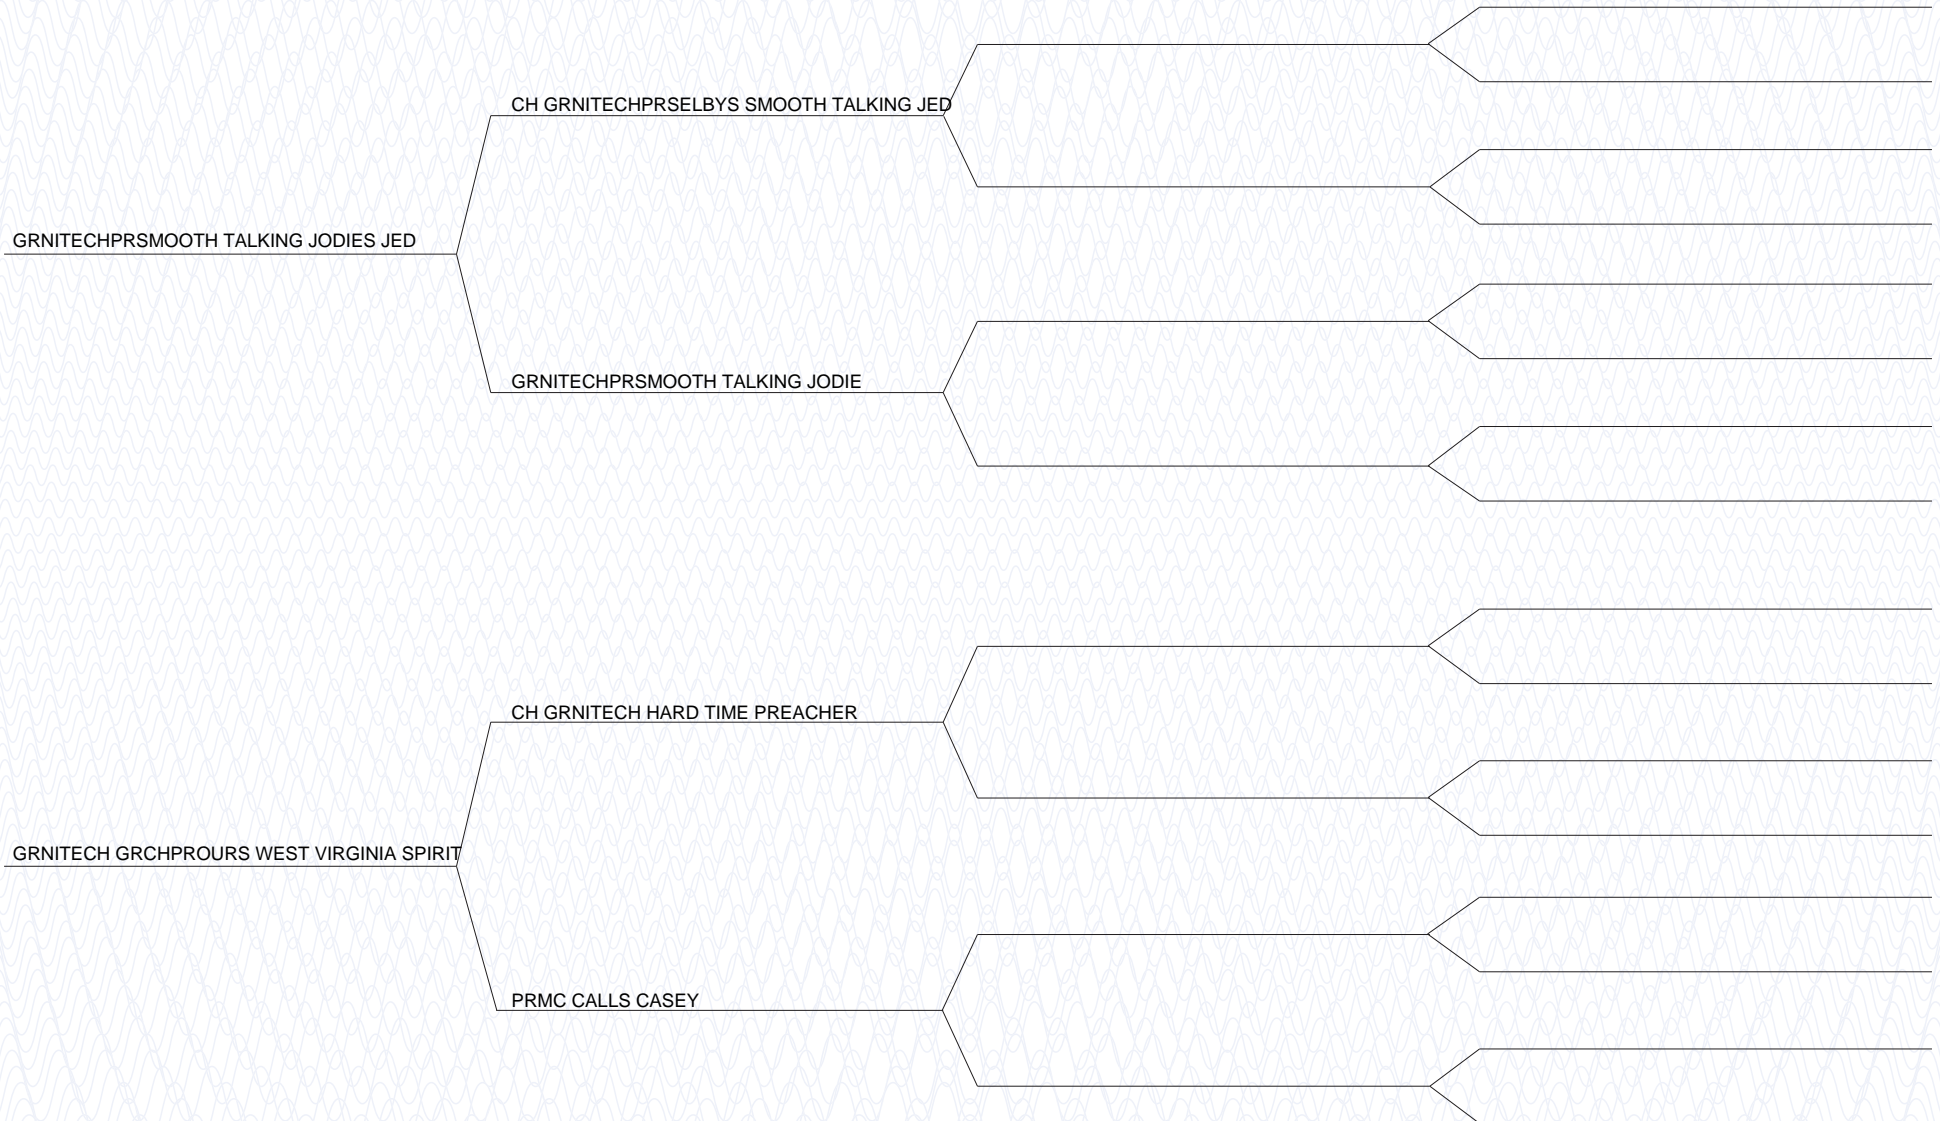 CH GRNITECHPRSELBYS SMOOTH TALKING JED
GRNITECHPRSMOOTH TALKING JODIES JED
GRNITECHPRSMOOTH TALKING JODIE
CH GRNITECH HARD TIME PREACHER
GRNITECH GRCHPROURS WEST VIRGINIA SPIRIT
PRMC CALLS CASEY